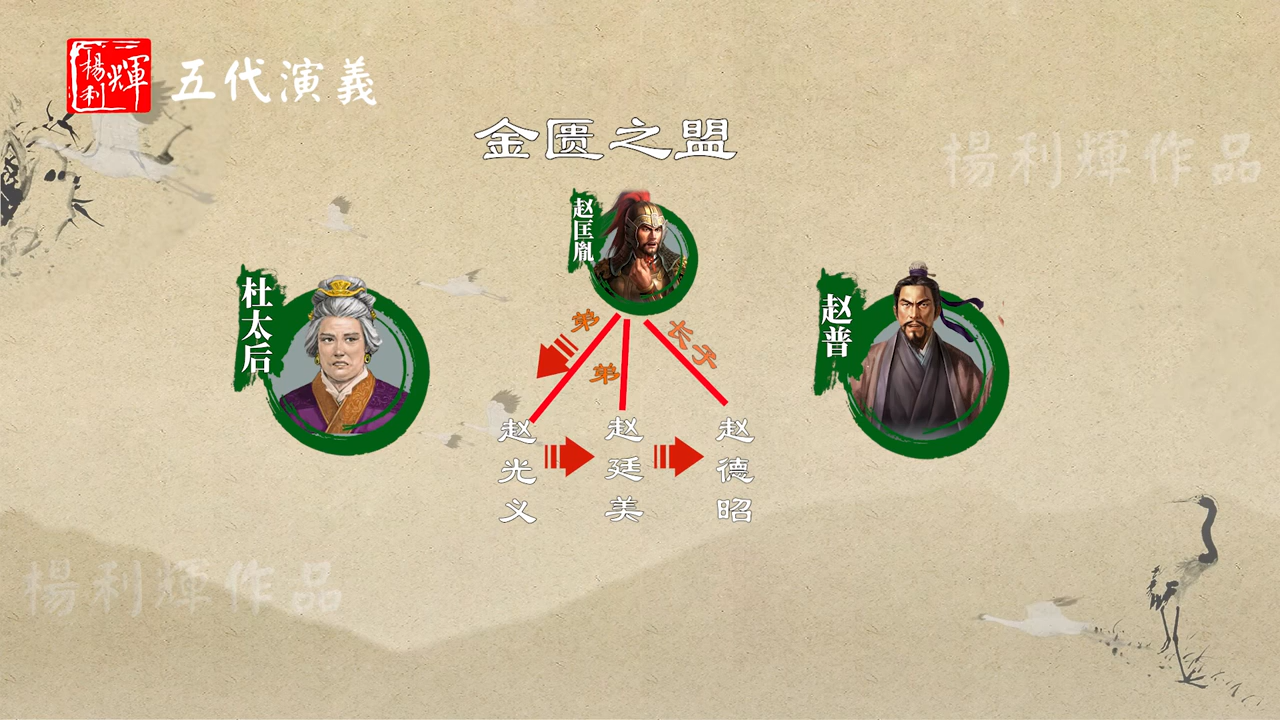 楊利輝
五代演義
金匮之盟
楊利輝作品
赵匡胤
杜太后
赵普
弟
弟
长子
赵光义
赵廷美
赵德昭
楊利輝作品